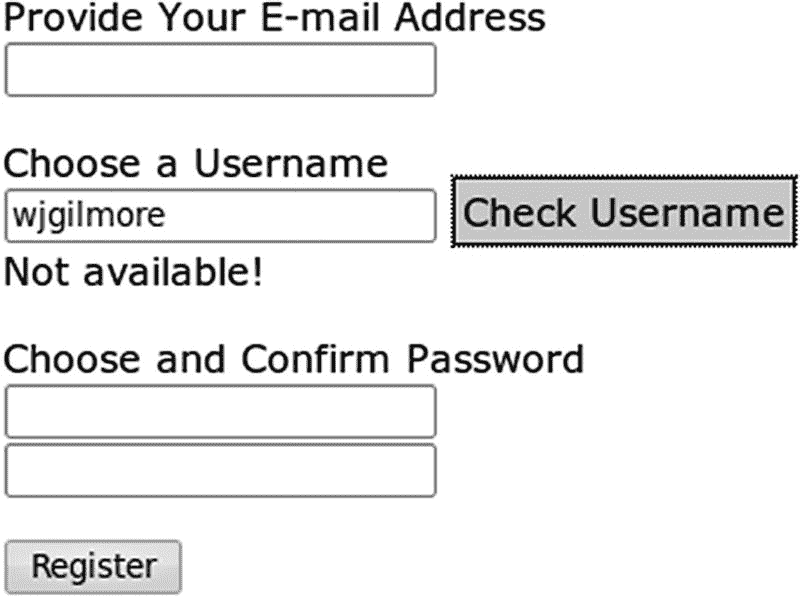 Provide Your E-mail Address
Choose a Username
wjgilmore
Check Username
Not available!
Choose and Confirm Password
Register